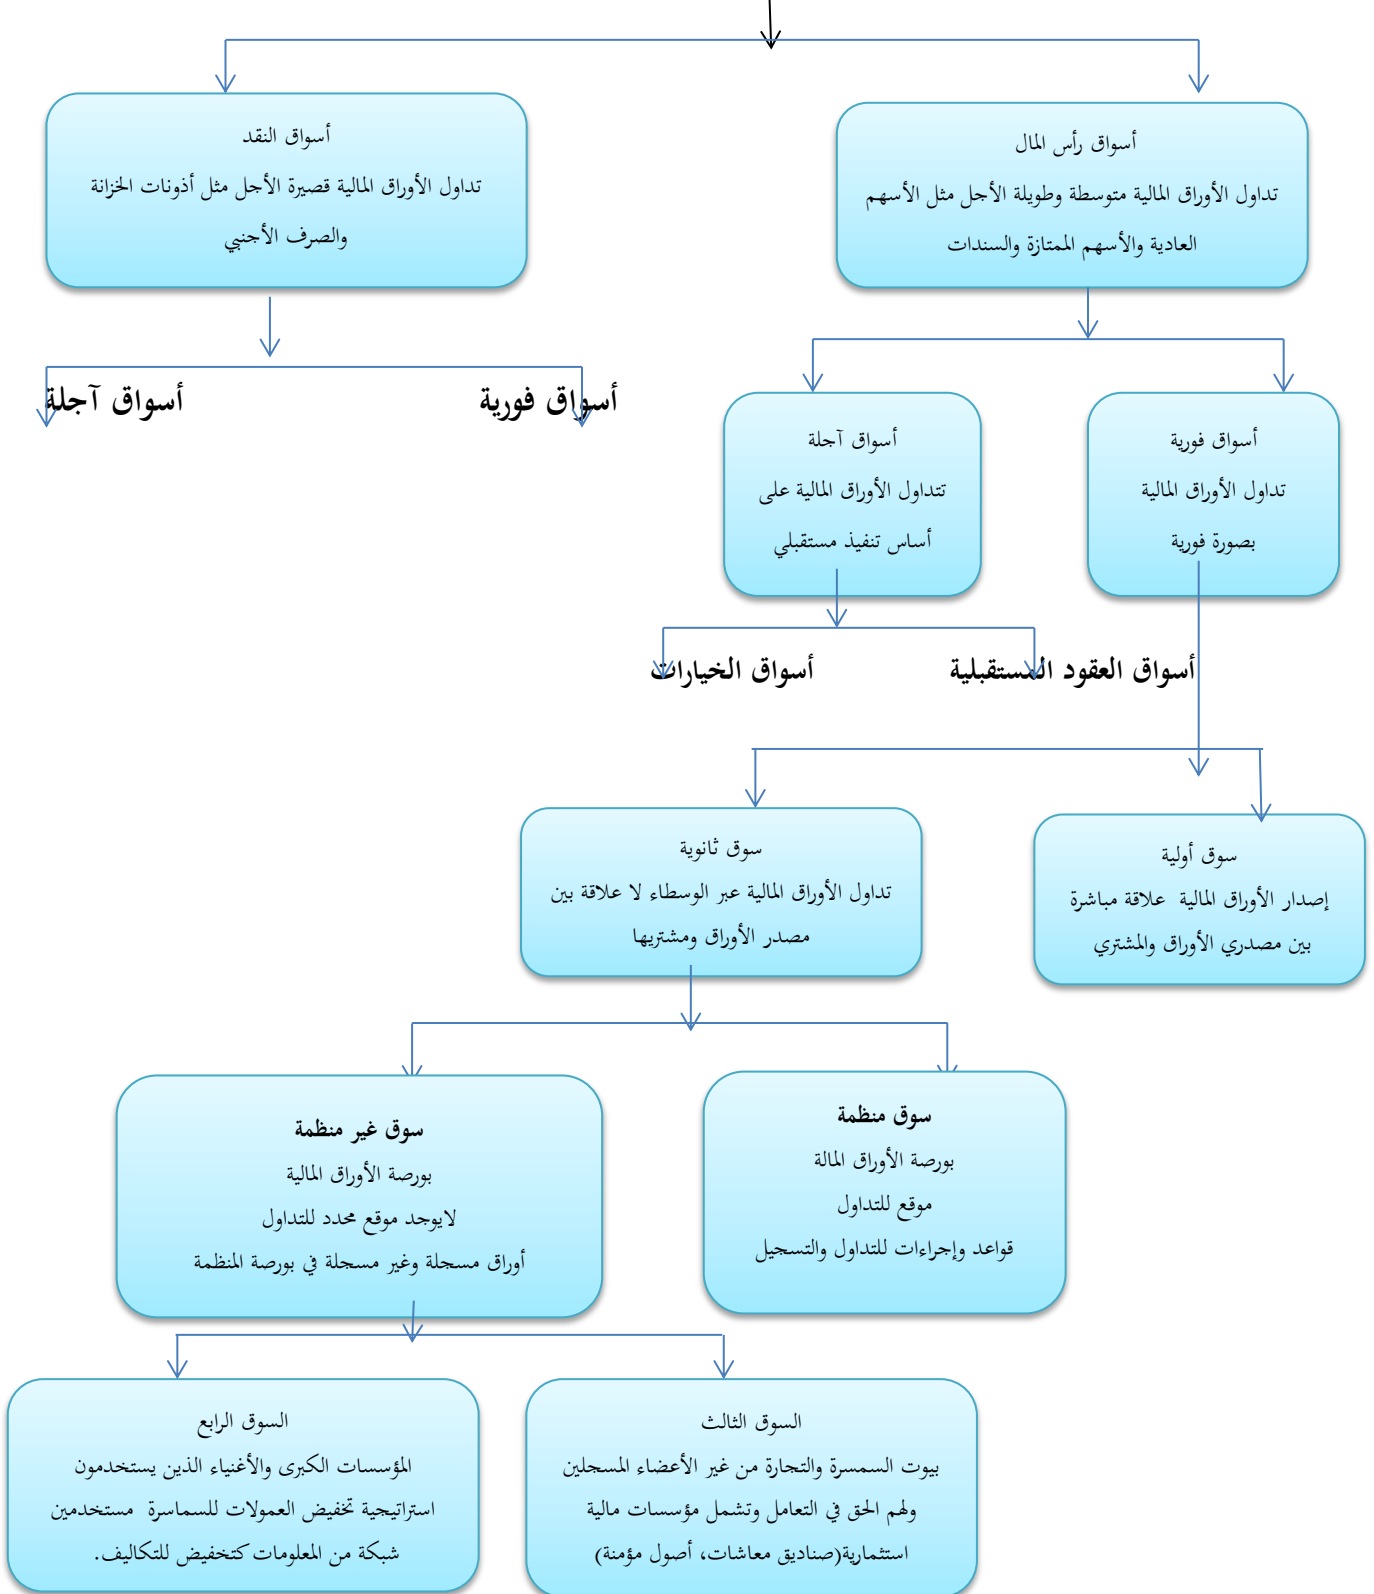 أسواق رأس المال
تداول الأوراق المالية متوسطة وطويلة الأجل مثل الأسهم
العادية والأسهم الممتازة والسندات
أسواق النقد
تداول الأوراق المالية قصيرة الأجل مثل أذونات الخزانة
والصرف الأجنبي
أسواق فورية
أسواق آجلة
أسواق فورية
تداول الأوراق المالية
بصورة فورية
أسواق آجلة
تتداول الأوراق المالية على
أساس تنفيذ مستقبلي
أسواق العقود المستقبلية
أسواق الخيارات
سوق أولية
إصدار الأوراق المالية علاقة مباشرة
بين مصدري الأوراق والمشتري
سوق ثانوية
تداول الأوراق المالية عبر الوسطاء لا علاقة بين
مصدر الأوراق ومشتريها
سوق منظمة
بورصة الأوراق المالة
موقع للتداول
قواعد وإجراءات للتداول والتسجيل
سوق غير منظمة
بورصة الأوراق المالية
لايوجد موقع محدد للتداول
أوراق مسجلة وغير مسجلة في بورصة المنظمة
السوق الثالث
بيوت السمسرة والتجارة من غير الأعضاء المسجلين
ولهم الحق في التعامل وتشمل مؤسسات مالية
استثمارية(صناديق معاشات، أصول مؤمنة)
السوق الرابع
المؤسسات الكبرى والأغنياء الذين يستخدمون
استراتيجية تخفيض العمولات للسماسرة مستخدمين
شبكة من المعلومات كتخفيض للتكاليف.